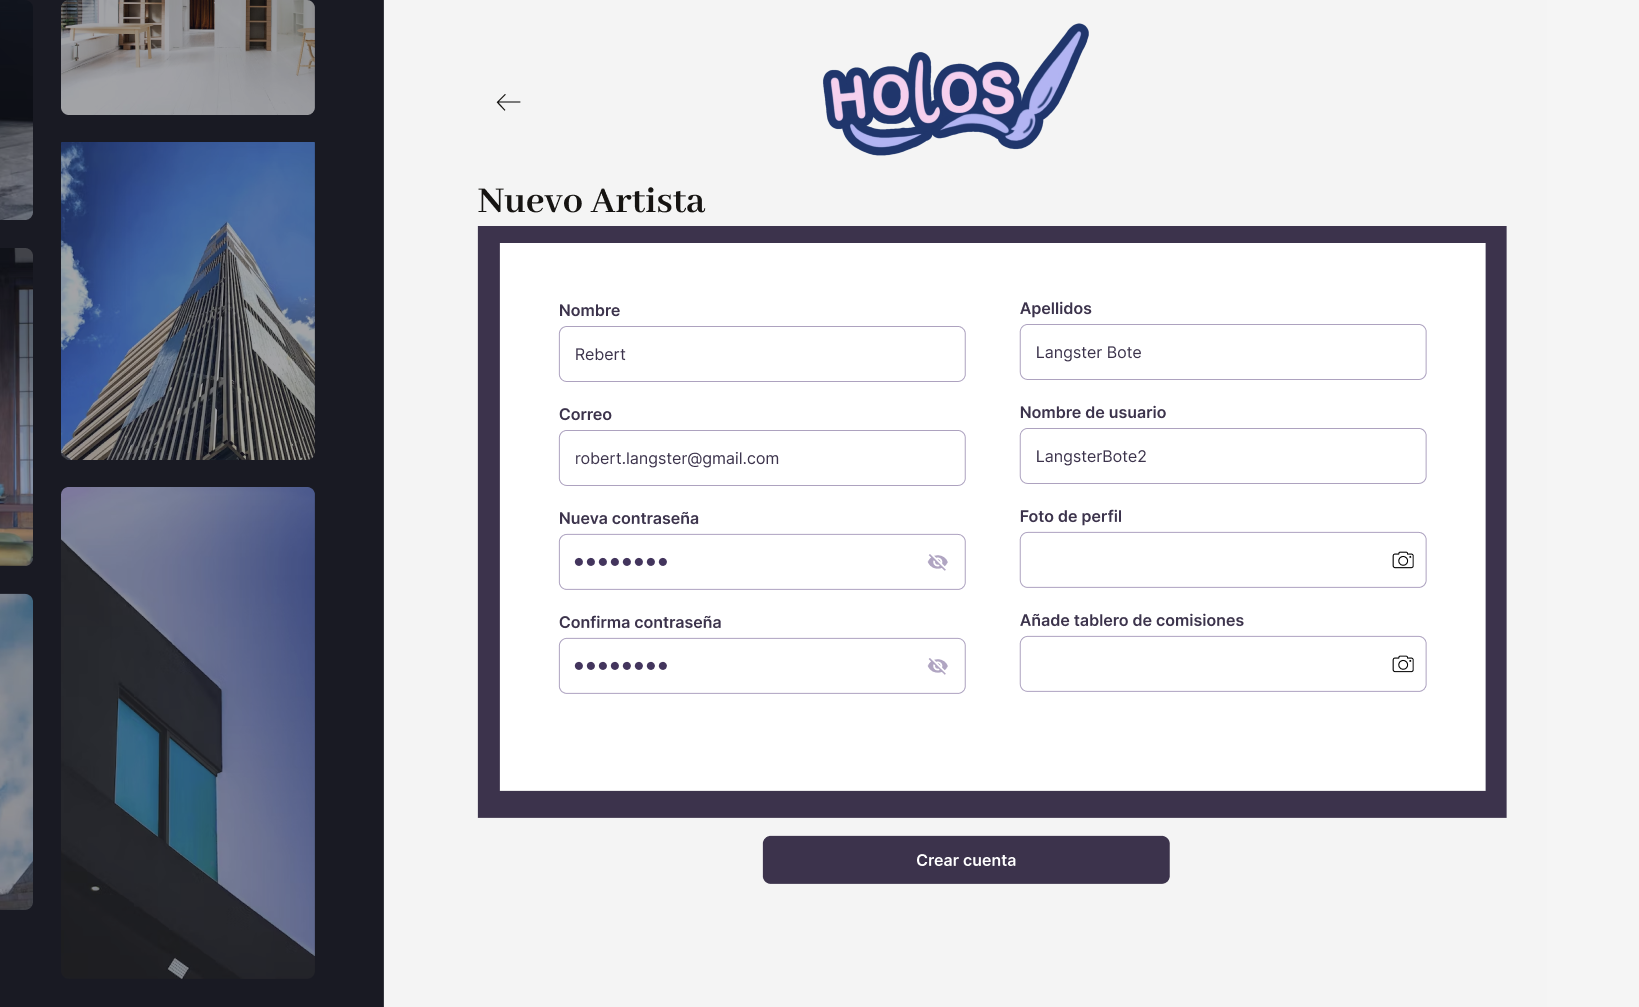 HOLOS
Nuevo Artista
Nombre
Rebert
Apellidos
Langster Bote
Correo
robert.langster@gmail.com
Nombre de usuario
LangsterBote2
Nueva contraseña
••••••••
Foto de perfil
Confirma contraseña
••••••••
Añade tablero de comisiones
Crear cuenta